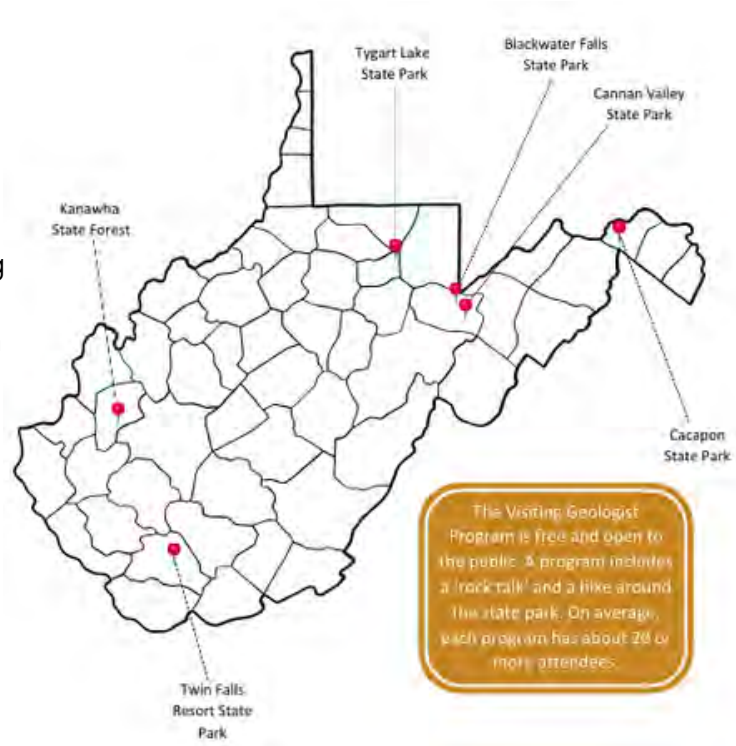 Blackwater Falls
State Park
Tygart Lake
State Park
Cannan Valley
State Park
Kanawha
State Forest
g
Cacapon
State Park
The Visiting Geologist
Program is free and open to
the public. A program includes
a 'rock talk' and a hike around
the state park. On average,
each program has about 20 or
more attendees.
Twin Falls
Resort State
Park